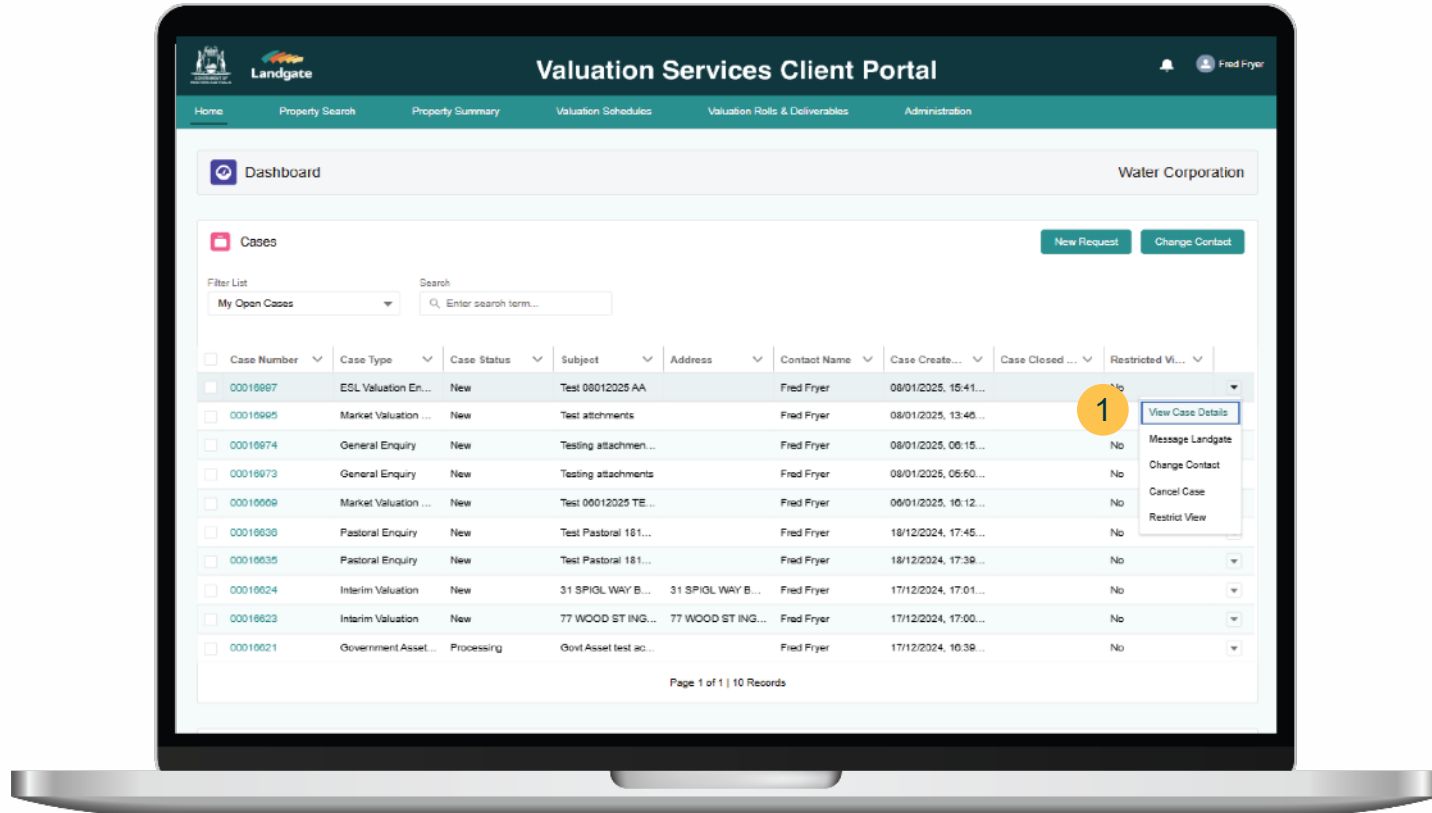 Landgate
Valuation Services Client Portal
Fred Fryer
Home Property Search Property Summary Valuation Schedules Valuation Rolls & Deliverables Administration
Dashboard Water Corporation
Cases New Request Change Contact
Filter List Search
My Open Cases Enter search term...
Case Number Case Type Case Status Subject Address Contact Name Case Create... Case Closed ... Restricted Vi...
00016997 ESL Valuation En... New Test 08012025 AA Fred Fryer 08/01/2025, 15:41... No
1 View Case Details
00016995 Market Valuation ... New Test attchments Fred Fryer 08/01/2025, 13:46...
Message Landgate
00016974 General Enquiry New Testing attachmen... Fred Fryer 08/01/2025, 06:15... No
Change Contact
00016973 General Enquiry New Testing attachments Fred Fryer 08/01/2025, 05:50... No
Cancel Case
00016669 Market Valuation ... New Test 06012025 TE... Fred Fryer 06/01/2025, 16:12... No
Restrict View
00016636 Pastoral Enquiry New Test Pastoral 181... Fred Fryer 18/12/2024, 17:45... No
00016635 Pastoral Enquiry New Test Pastoral 181... Fred Fryer 18/12/2024, 17:39... No
00016624 Interim Valuation New 31 SPIGL WAY B... 31 SPIGL WAY B... Fred Fryer 17/12/2024, 17:01... No
00016623 Interim Valuation New 77 WOOD ST ING... 77 WOOD ST ING... Fred Fryer 17/12/2024, 17:00... No
00016621 Government Asset... Processing Govt Asset test ac... Fred Fryer 17/12/2024, 16:39... No
Page 1 of 1 | 10 Records